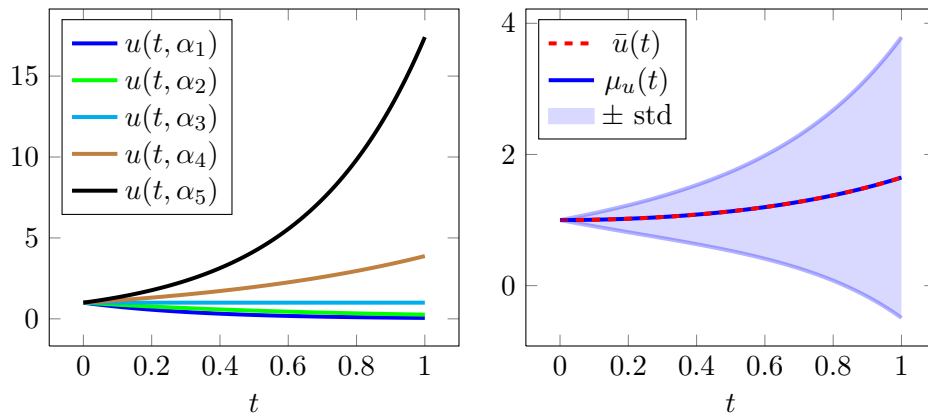 u(t, α₁)
u(t, α₂)
u(t, α₃)
u(t, α₄)
u(t, α₅)
15
10
5
0
0 0.2 0.4 0.6 0.8 1
t
ū(t)
μᵤ(t)
± std
4
2
0
0 0.2 0.4 0.6 0.8 1
t